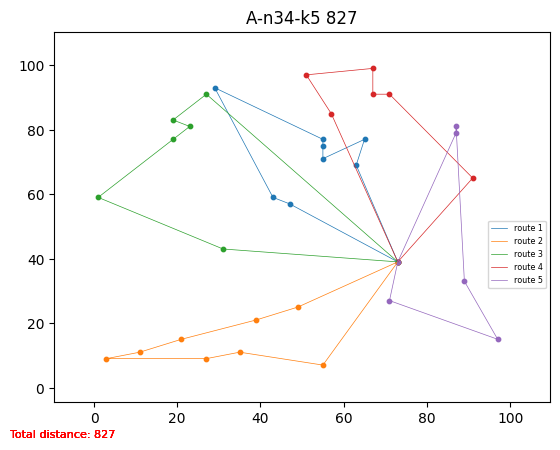 A-n34-k5 827
100
80
60
40
20
0
route 1
route 2
route 3
route 4
route 5
0 20 40 60 80 100
Total distance: 827